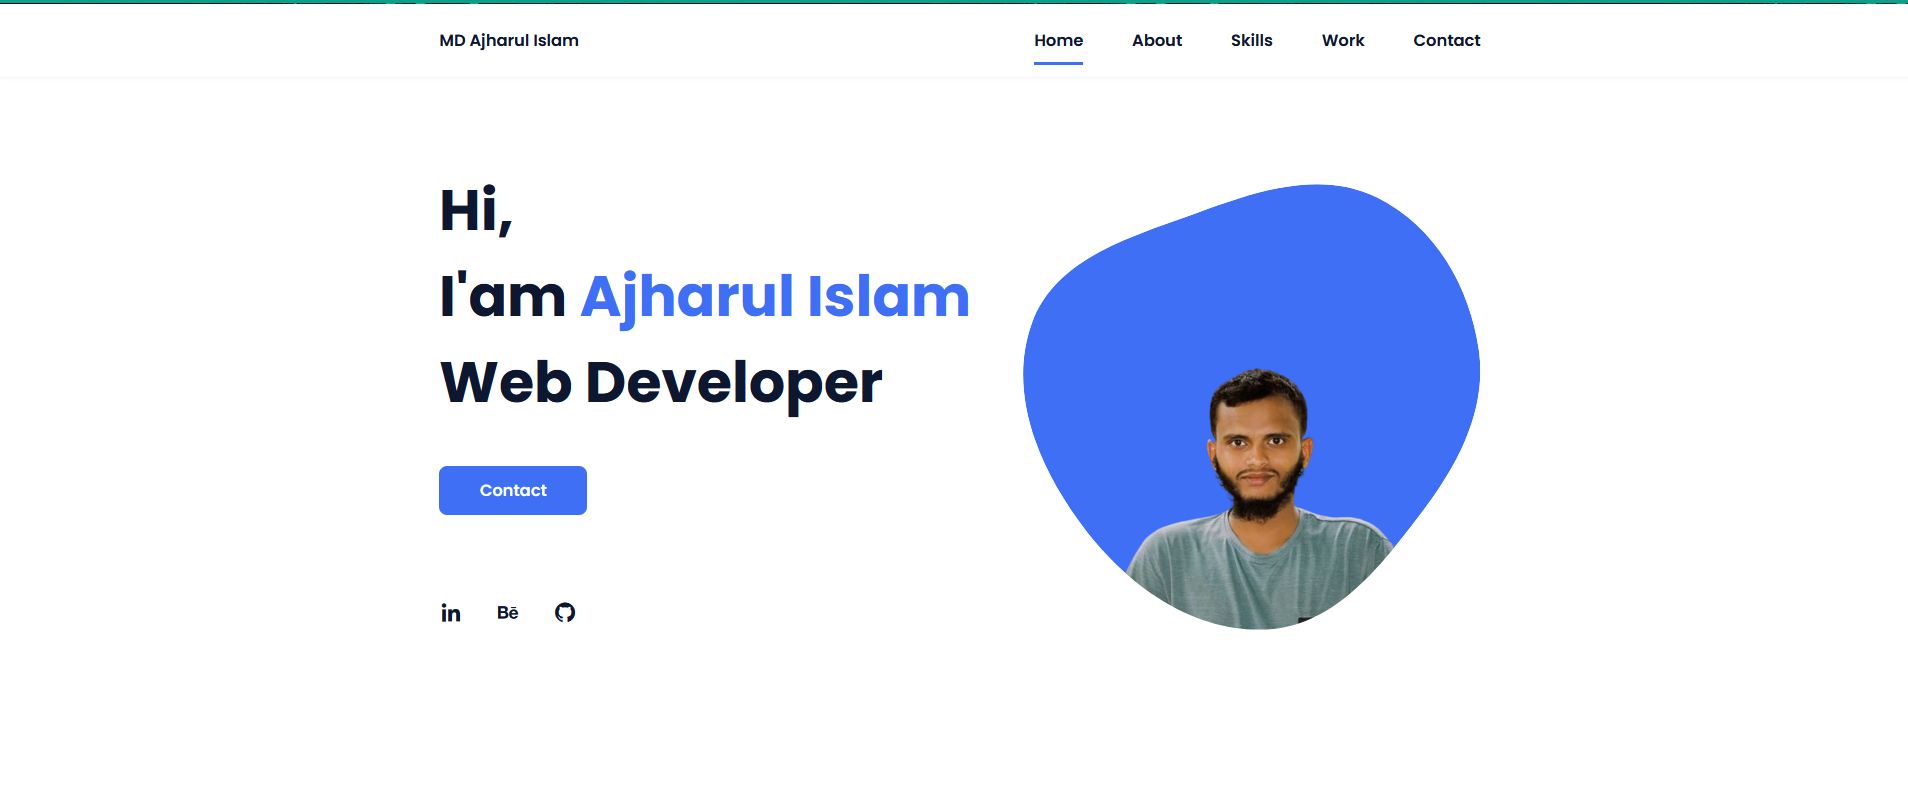 MD Ajharul Islam
Home About Skills Work Contact
Hi,
I'am Ajharul Islam
Web Developer
Contact
in Bē